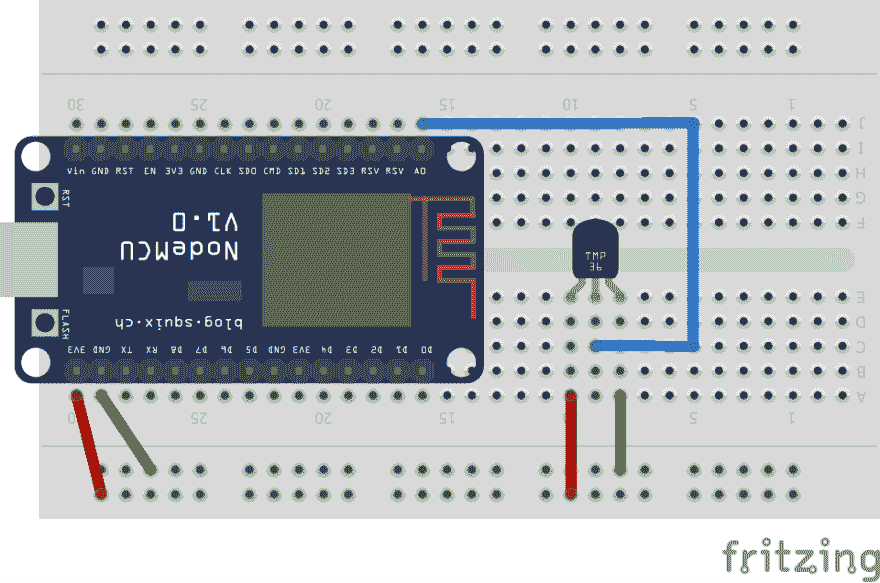 30 25 20 15 10 5 1
J
I
H
G
F
Vin GND RST EN 3V3 GND CLK SD0 CMD SD1 SD2 SD3 RSV RSV A0
RST
V1.0
NodeMCU
TMP
36
blog.squix.ch
FLASH
3V3 GND TX RX D8 D7 D6 D5 GND 3V3 D4 D3 D2 D1 D0
E
D
C
B
A
30 25 20 15 10 5 1
fritzing